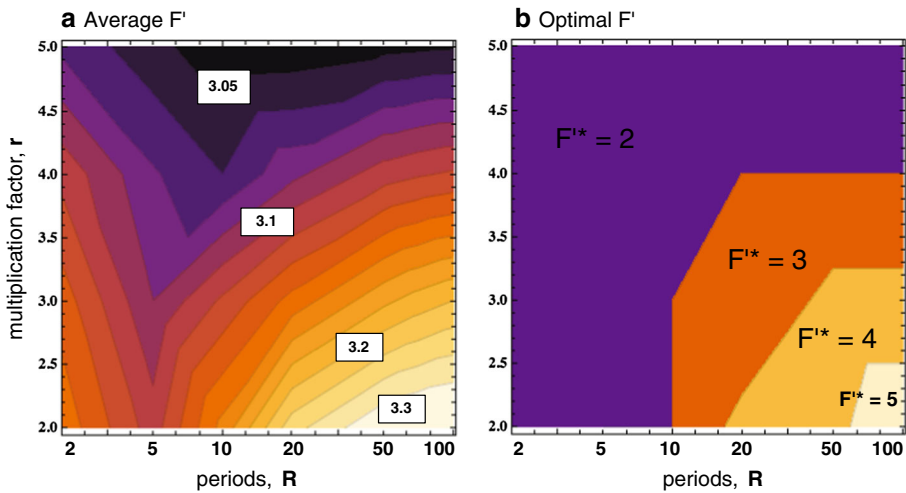 a Average F'
multiplication factor, r
5.0
4.5
4.0
3.5
3.0
2.5
2.0
3.05
3.1
3.2
3.3
2 5 10 20 50 100
periods, R
b Optimal F'
5.0
4.5
4.0
3.5
3.0
2.5
2.0
F'* = 2
F'* = 3
F'* = 4
F'* = 5
2 5 10 20 50 100
periods, R